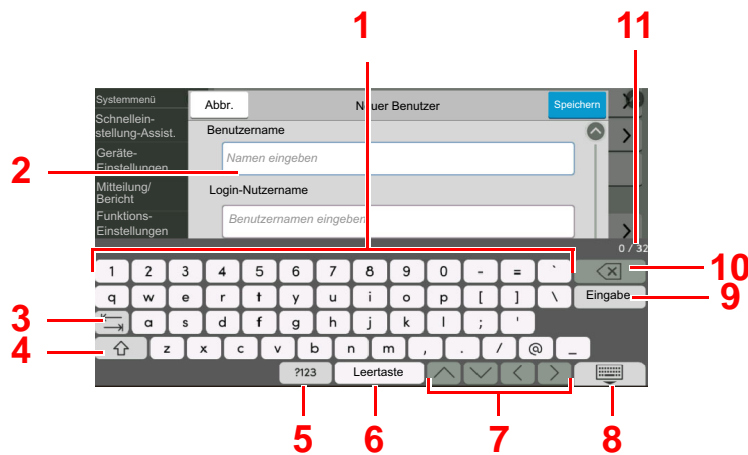 1
11
Systemmenü
Abbr.
Neuer Benutzer
Speichern
Schnellein-
stellung-Assist.
Benutzername
Geräte-
Einstellungen
2
Namen eingeben
Mitteilung/
Bericht
Login-Nutzername
Funktions-
Einstellungen
Benutzernamen eingeben
0 / 32
1 2 3 4 5 6 7 8 9 0 - = `
10
q w e r t y u i o p [ ] \ Eingabe
9
3
a s d f g h j k l ; '
4
z x c v b n m , . / @ _
?123 Leertaste
5 6 7 8